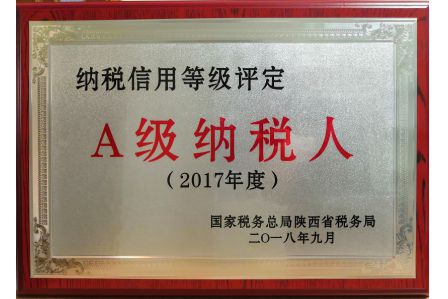 纳税信用等级评定
A级纳税人
（2017年度）
国家税务总局陕西省税务局
二〇一八年九月